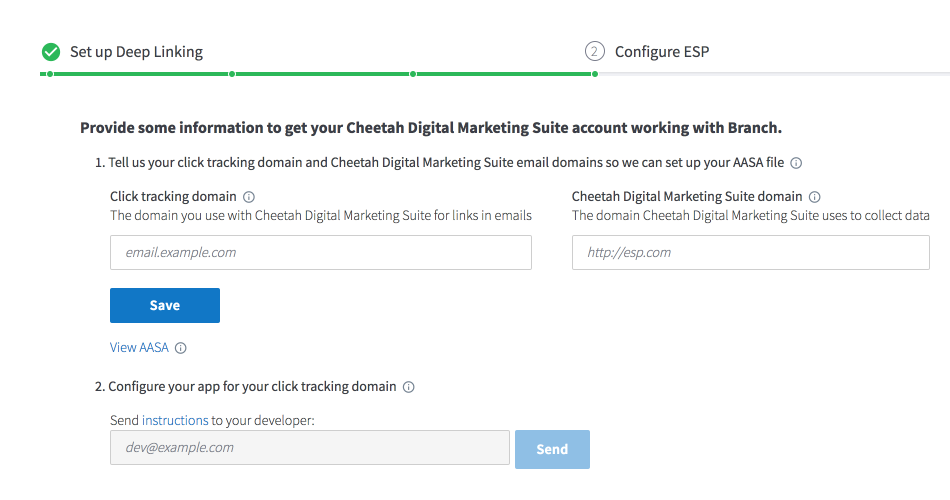 Set up Deep Linking
2 Configure ESP
Provide some information to get your Cheetah Digital Marketing Suite account working with Branch.
1. Tell us your click tracking domain and Cheetah Digital Marketing Suite email domains so we can set up your AASA file
Click tracking domain
The domain you use with Cheetah Digital Marketing Suite for links in emails
email.example.com
Cheetah Digital Marketing Suite domain
The domain Cheetah Digital Marketing Suite uses to collect data
http://esp.com
Save
View AASA
2. Configure your app for your click tracking domain
Send instructions to your developer:
dev@example.com
Send